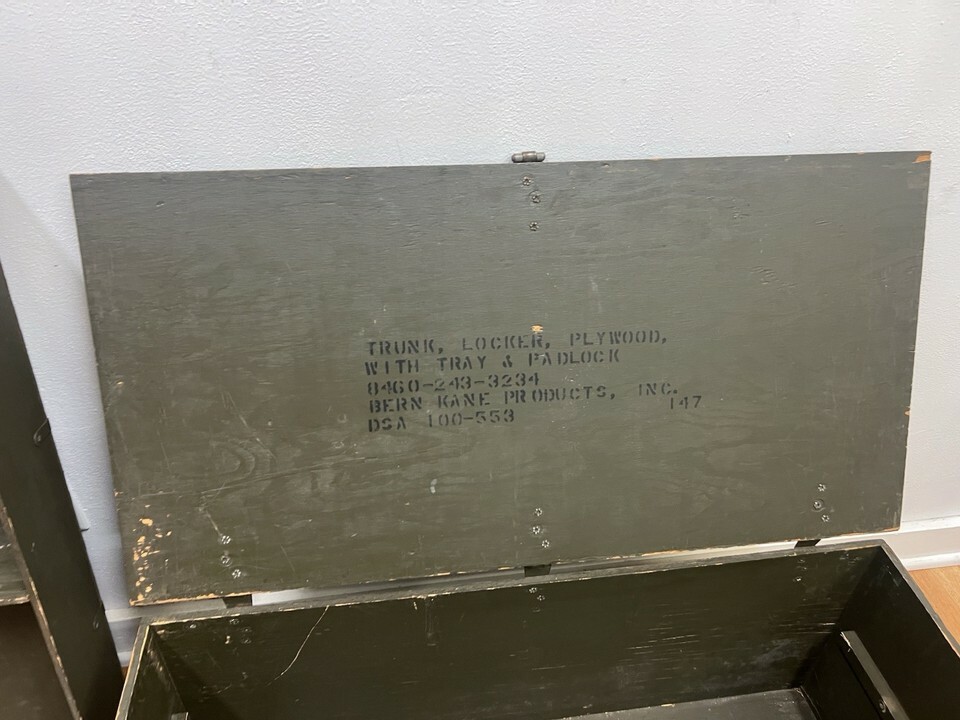 TRUNK, LOCKER, PLYWOOD,
WITH TRAY & PADLOCK
8460-243-3234
BERN KANE PRODUCTS, INC.
147
DSA 100-553